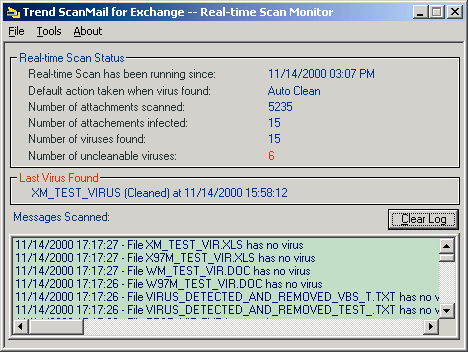 Trend ScanMail for Exchange -- Real-time Scan Monitor
File Tools About
Real-time Scan Status
Real-time Scan has been running since: 11/14/2000 03:07 PM
Default action taken when virus found: Auto Clean
Number of attachments scanned: 5235
Number of attachements infected: 15
Number of viruses found: 15
Number of uncleanable viruses: 6
Last Virus Found
XM_TEST_VIRUS (Cleaned) at 11/14/2000 15:58:12
Messages Scanned:
Clear Log
11/14/2000 17:17:27 - File XM_TEST_VIR.XLS has no virus
11/14/2000 17:17:27 - File X97M_TEST_VIR.XLS has no virus
11/14/2000 17:17:27 - File WM_TEST_VIR.DOC has no virus
11/14/2000 17:17:26 - File W97M_TEST_VIR.DOC has no virus
11/14/2000 17:17:26 - File VIRUS_DETECTED_AND_REMOVED_VBS_T.TXT has no v
11/14/2000 17:17:26 - File VIRUS_DETECTED_AND_REMOVED_TEST_.TXT has no v